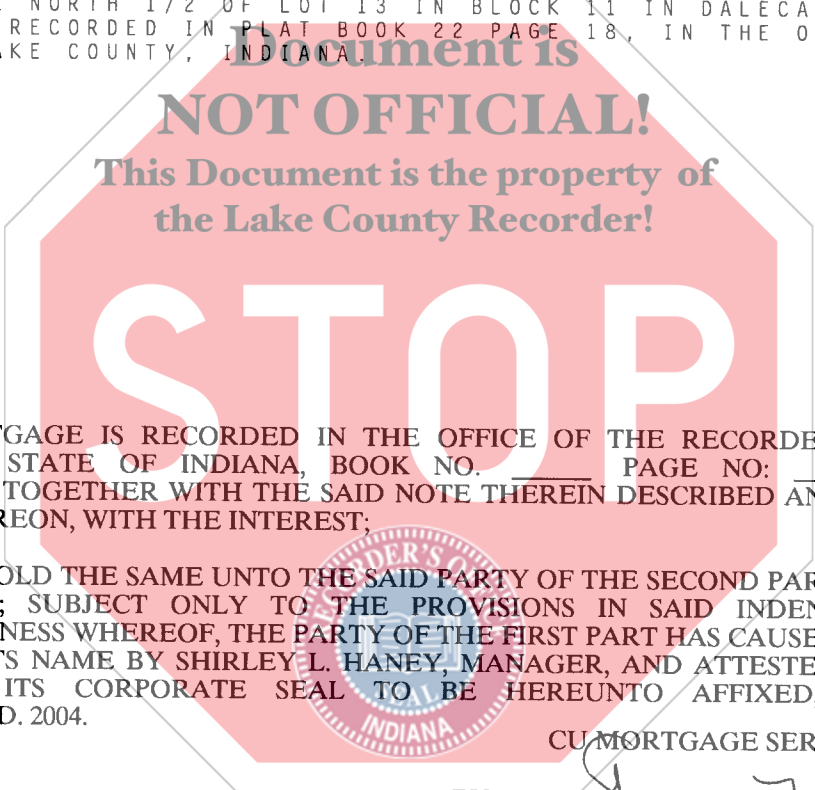 NORTH 1/2 OF LOT 13 IN BLOCK 11 IN DALECA
RECORDED IN PLAT BOOK 22 PAGE 18, IN THE O
AKE COUNTY, INDIANA.
Document is
NOT OFFICIAL!
This Document is the property of
the Lake County Recorder!
STOP
TGAGE IS RECORDED IN THE OFFICE OF THE RECORDE
STATE OF INDIANA, BOOK NO. ______ PAGE NO: __
TOGETHER WITH THE SAID NOTE THEREIN DESCRIBED AN
REON, WITH THE INTEREST;
OLD THE SAME UNTO THE SAID PARTY OF THE SECOND PAR
; SUBJECT ONLY TO THE PROVISIONS IN SAID INDEN
NESS WHEREOF, THE PARTY OF THE FIRST PART HAS CAUSE
TS NAME BY SHIRLEY L. HANEY, MANAGER, AND ATTESTE
ITS CORPORATE SEAL TO BE HEREUNTO AFFIXED,
D. 2004.
RECORDER'S OFFICE
SEAL
INDIANA
CU MORTGAGE SER